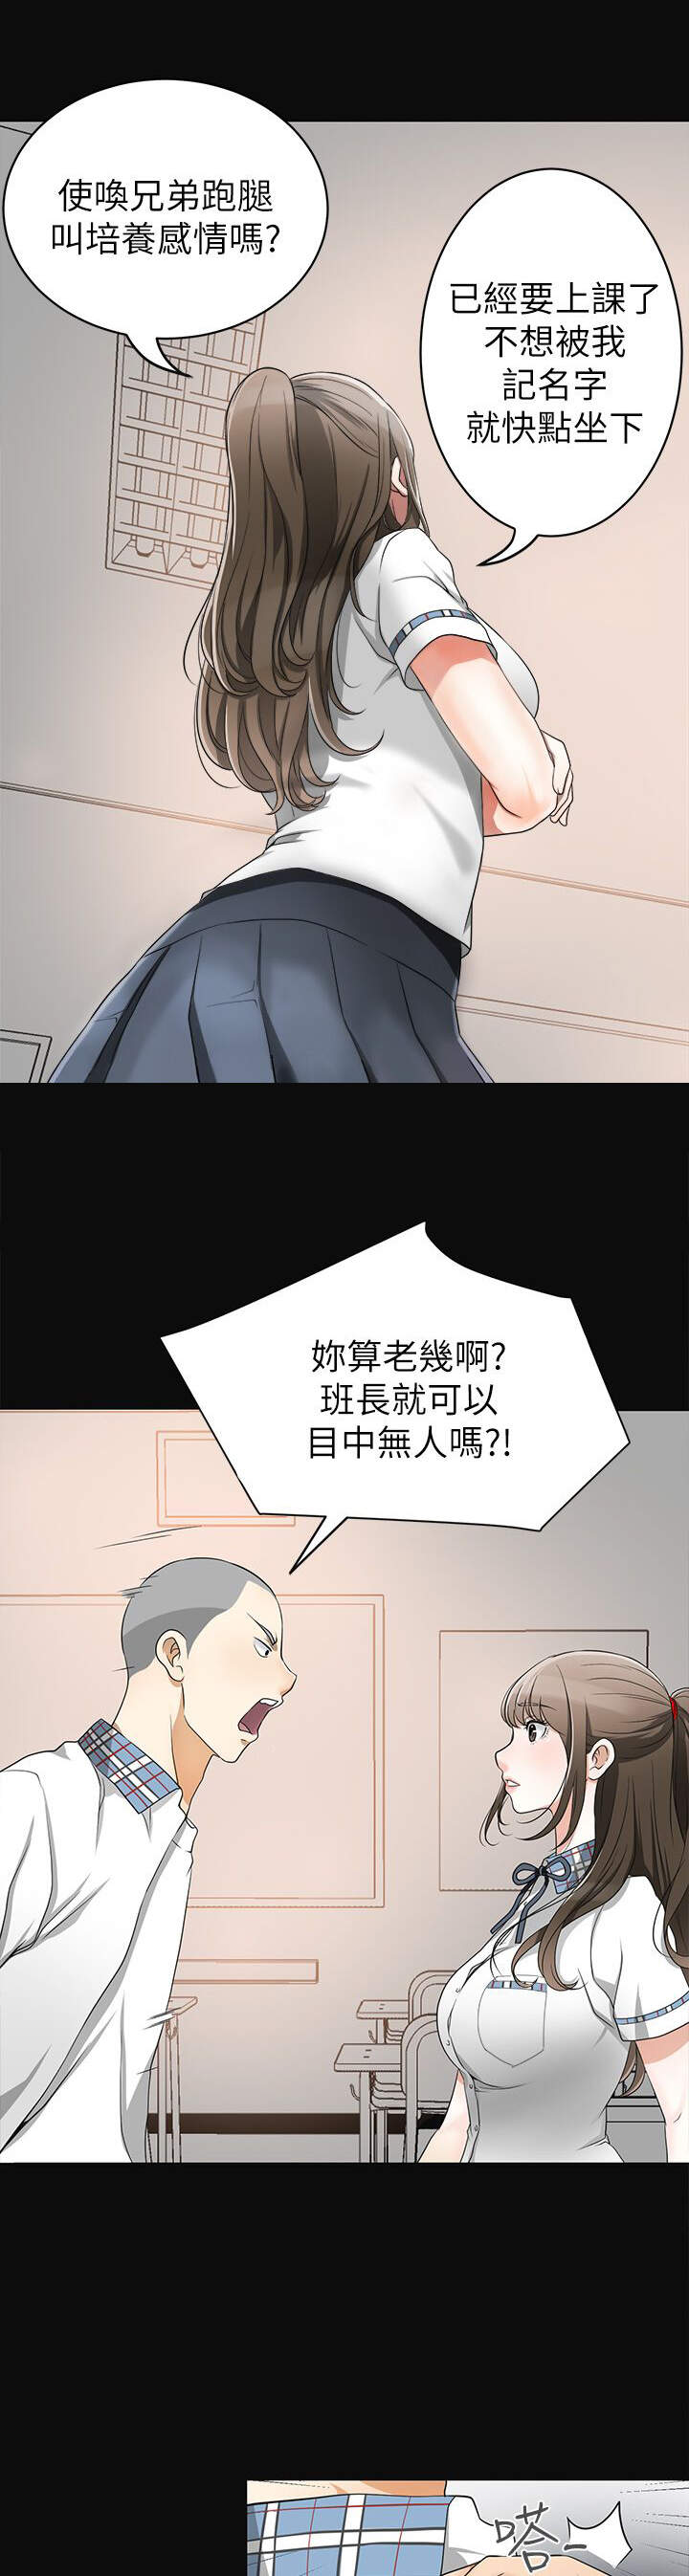 使喚兄弟跑腿
叫培養感情嗎?
已經要上課了
不想被我
記名字
就快點坐下
妳算老幾啊?
班長就可以
目中無人嗎?!
嗒-